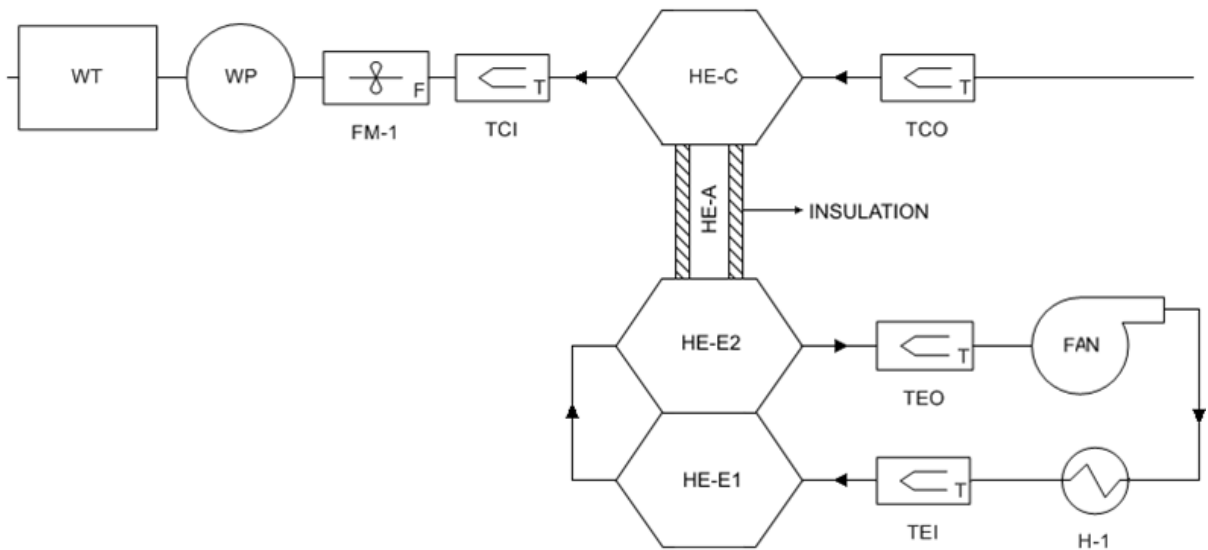 WT
WP
F
FM-1
T
TCI
HE-C
T
TCO
HE-A
INSULATION
HE-E2
T
TEO
FAN
HE-E1
T
TEI
H-1